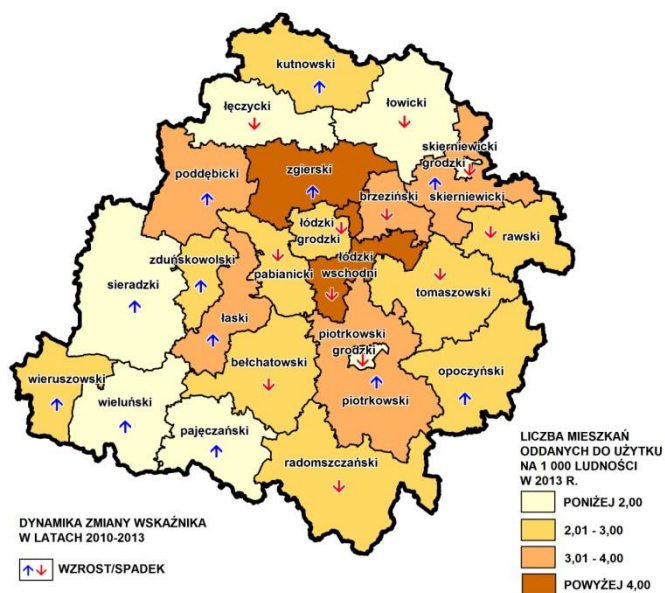 kutnowski
łęczycki
łowicki
skierniewicki
grodzki
poddębicki
zgierski
brzeziński
skierniewicki
łódzki
grodzki
rawski
zduńskowolski
pabianicki
łódzki
wschodni
sieradzki
tomaszowski
łaski
piotrkowski
grodzki
bełchatowski
opoczyński
wieruszowski
wieluński
piotrkowski
pajęczański
radomszczański
LICZBA MIESZKAŃ
ODDANYCH DO UŻYTKU
NA 1 000 LUDNOŚCI
W 2013 R.
PONIŻEJ 2,00
2,01 - 3,00
3,01 - 4,00
POWYŻEJ 4,00
DYNAMIKA ZMIANY WSKAŹNIKA
W LATACH 2010-2013
WZROST/SPADEK